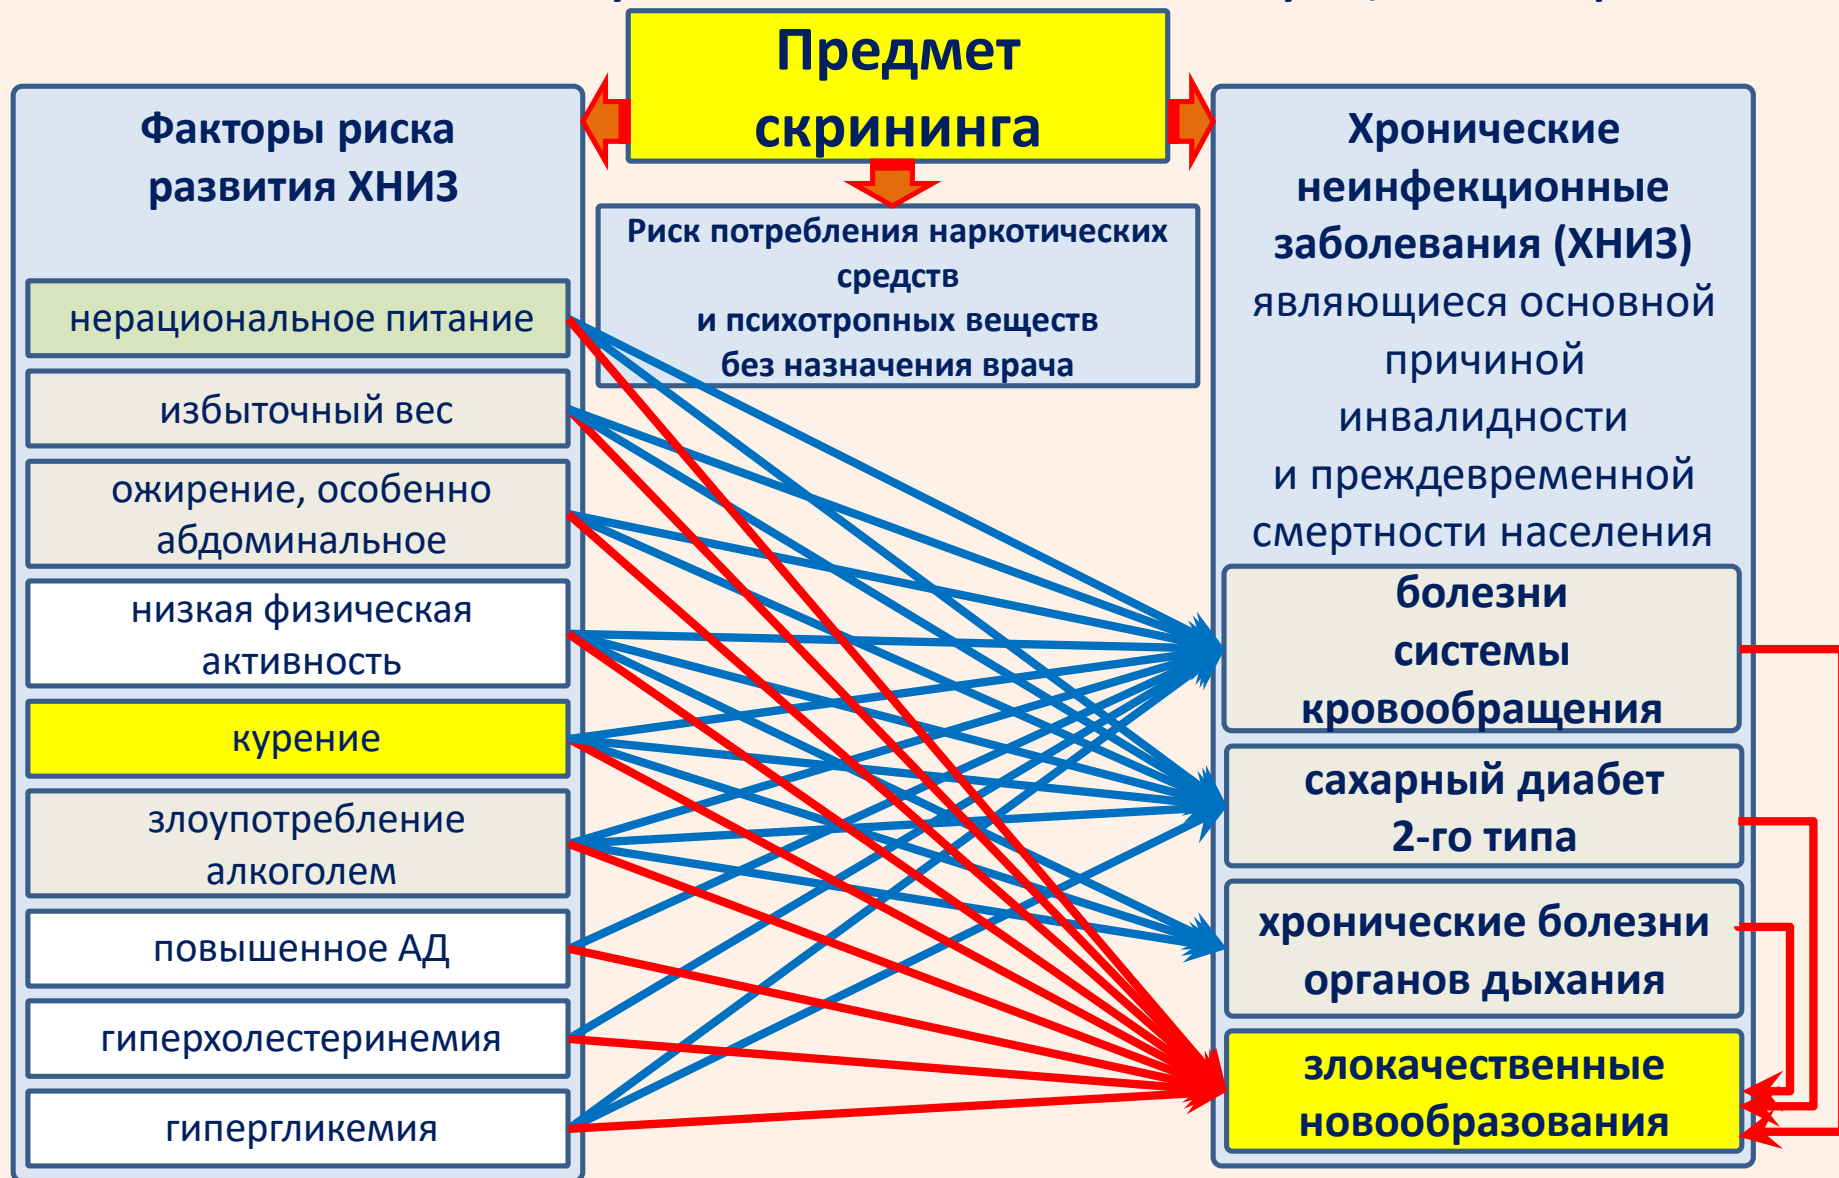 Предмет
скрининга
Факторы риска
развития ХНИЗ
нерациональное питание
избыточный вес
ожирение, особенно
абдоминальное
низкая физическая
активность
курение
злоупотребление
алкоголем
повышенное АД
гиперхолестеринемия
гипергликемия
Риск потребления наркотических
средств
и психотропных веществ
без назначения врача
Хронические
неинфекционные
заболевания (ХНИЗ)
являющиеся основной
причиной
инвалидности
и преждевременной
смертности населения
болезни
системы
кровообращения
сахарный диабет
2-го типа
хронические болезни
органов дыхания
злокачественные
новообразования